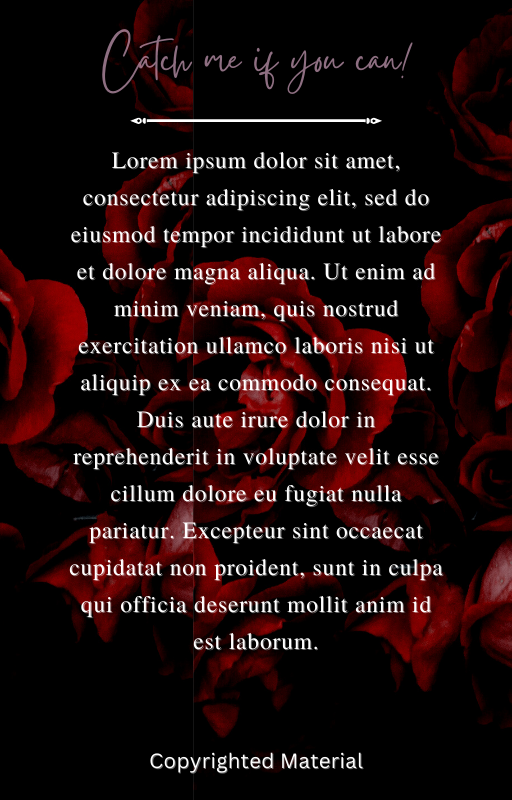 Catch me if you can!
Lorem ipsum dolor sit amet,
consectetur adipiscing elit, sed do
eiusmod tempor incididunt ut labore
et dolore magna aliqua. Ut enim ad
minim veniam, quis nostrud
exercitation ullamco laboris nisi ut
aliquip ex ea commodo consequat.
Duis aute irure dolor in
reprehenderit in voluptate velit esse
cillum dolore eu fugiat nulla
pariatur. Excepteur sint occaecat
cupidatat non proident, sunt in culpa
qui officia deserunt mollit anim id
est laborum.
Copyrighted Material